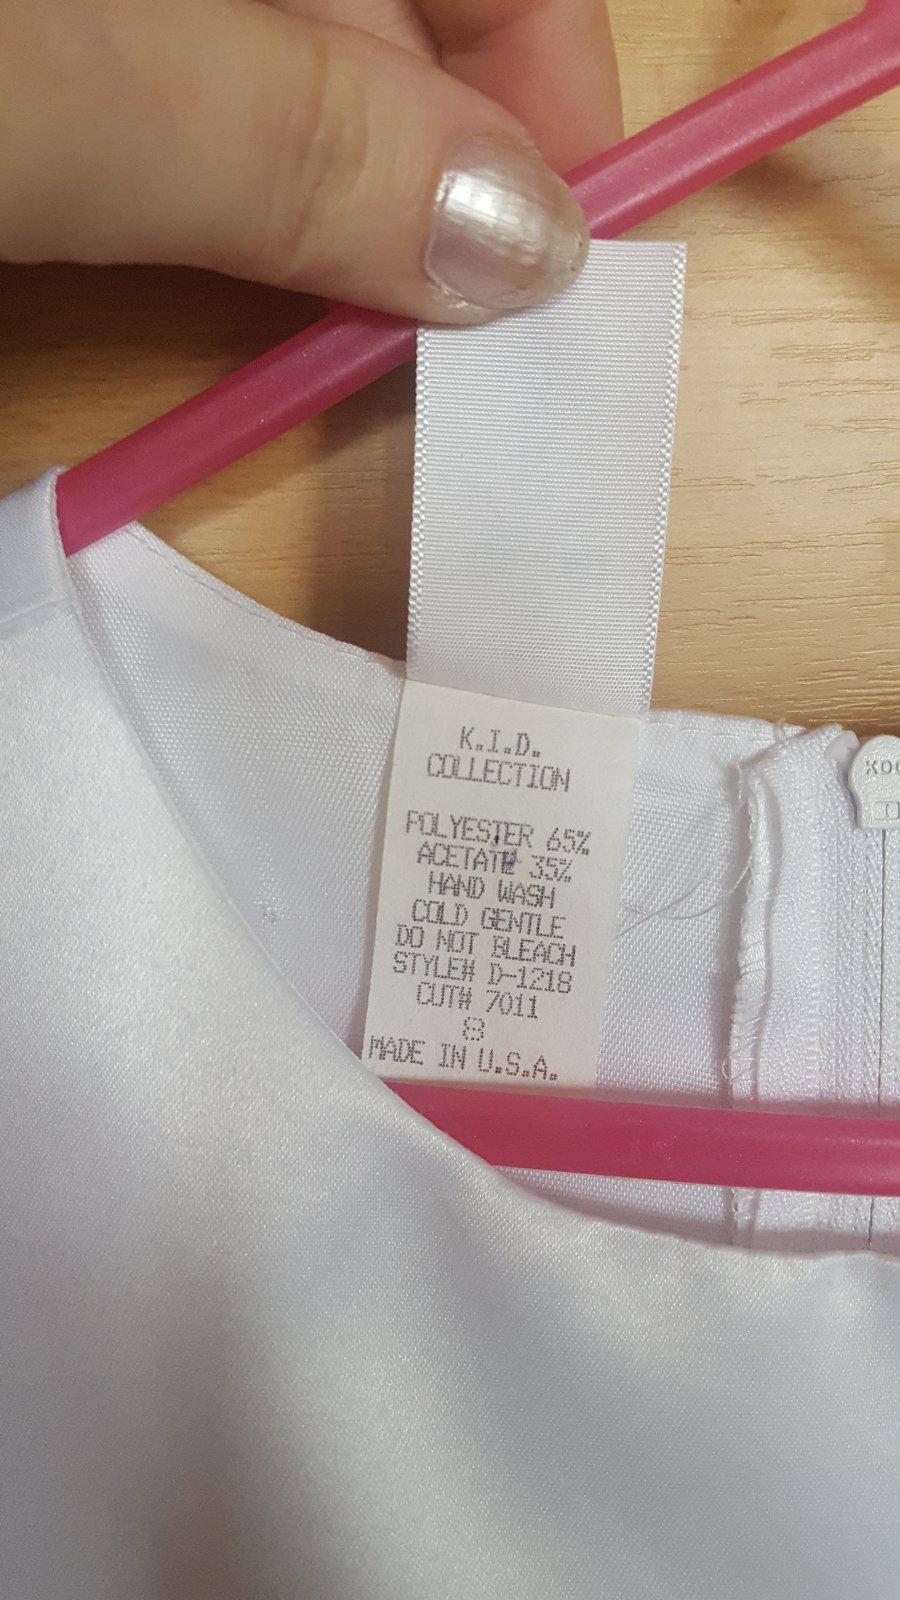 K.I.D.
COLLECTION
POLYESTER 65%
ACETATE 35%
HAND WASH
COLD GENTLE
DO NOT BLEACH
STYLE# D-1218
CUT# 7011
8
MADE IN U.S.A.